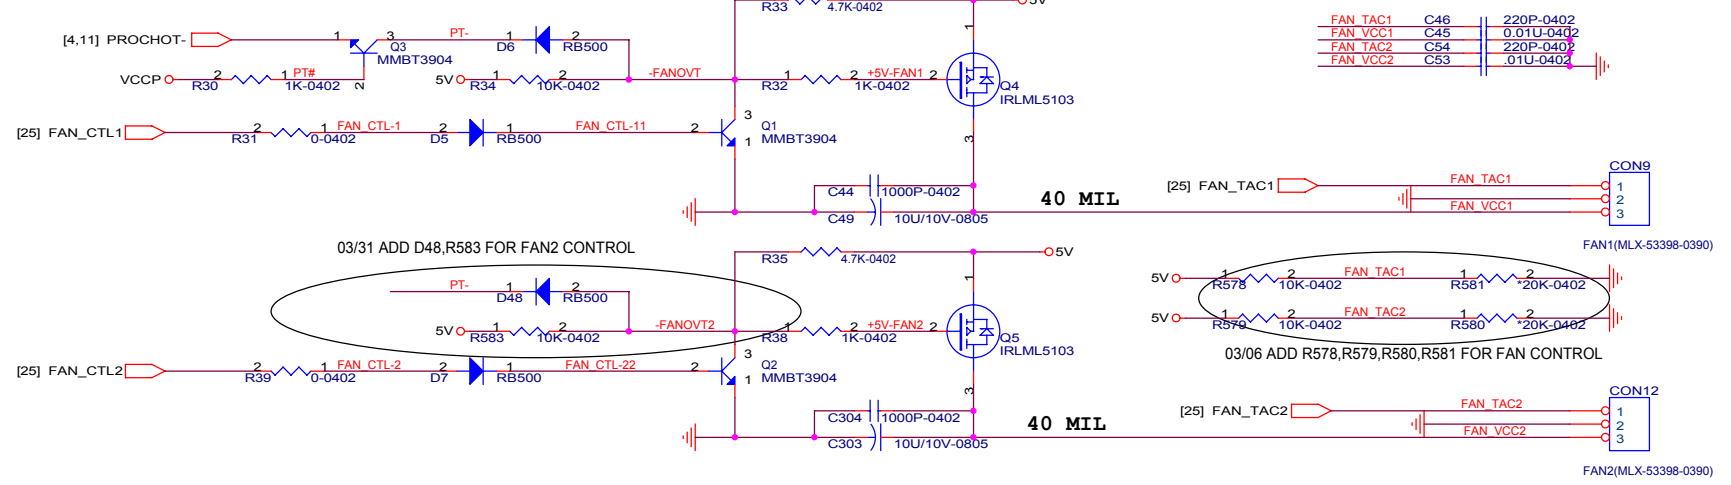 R33 4.7K-0402 5V
[4,11] PROCHOT- 1 3 PT- 1 2
Q3 D6 RB500
MMBT3904
VCCP 2 1 PT# 2
R30 1K-0402
5V 1 2 -FANOVT 1 2 +5V-FAN1 2
R34 10K-0402 R32 1K-0402
1
Q4
IRLML5103
3
[25] FAN_CTL1 2 1 FAN_CTL-1 2 1 FAN_CTL-11 2
R31 0-0402 D5 RB500
3
1
Q1
MMBT3904
C44 1000P-0402
C49 10U/10V-0805
40 MIL
FAN_TAC1 C46 220P-0402
FAN_VCC1 C45 0.01U-0402
FAN_TAC2 C54 220P-0402
FAN_VCC2 C53 .01U-0402
CON9
[25] FAN_TAC1 FAN_TAC1 1
2
FAN_VCC1 3
FAN1(MLX-53398-0390)
03/31 ADD D48,R583 FOR FAN2 CONTROL
R35 4.7K-0402 5V
PT- 1 2
D48 RB500
5V 1 2 -FANOVT2 1 2 +5V-FAN2 2
R583 10K-0402 R38 1K-0402
1
Q5
IRLML5103
3
[25] FAN_CTL2 2 1 FAN_CTL-2 2 1 FAN_CTL-22 2
R39 0-0402 D7 RB500
3
1
Q2
MMBT3904
C304 1000P-0402
C303 10U/10V-0805
40 MIL
5V 1 2 FAN_TAC1 1 2
R578 10K-0402 R581 *20K-0402
5V 1 2 FAN_TAC2 1 2
R579 10K-0402 R580 *20K-0402
03/06 ADD R578,R579,R580,R581 FOR FAN CONTROL
CON12
[25] FAN_TAC2 FAN_TAC2 1
2
FAN_VCC2 3
FAN2(MLX-53398-0390)